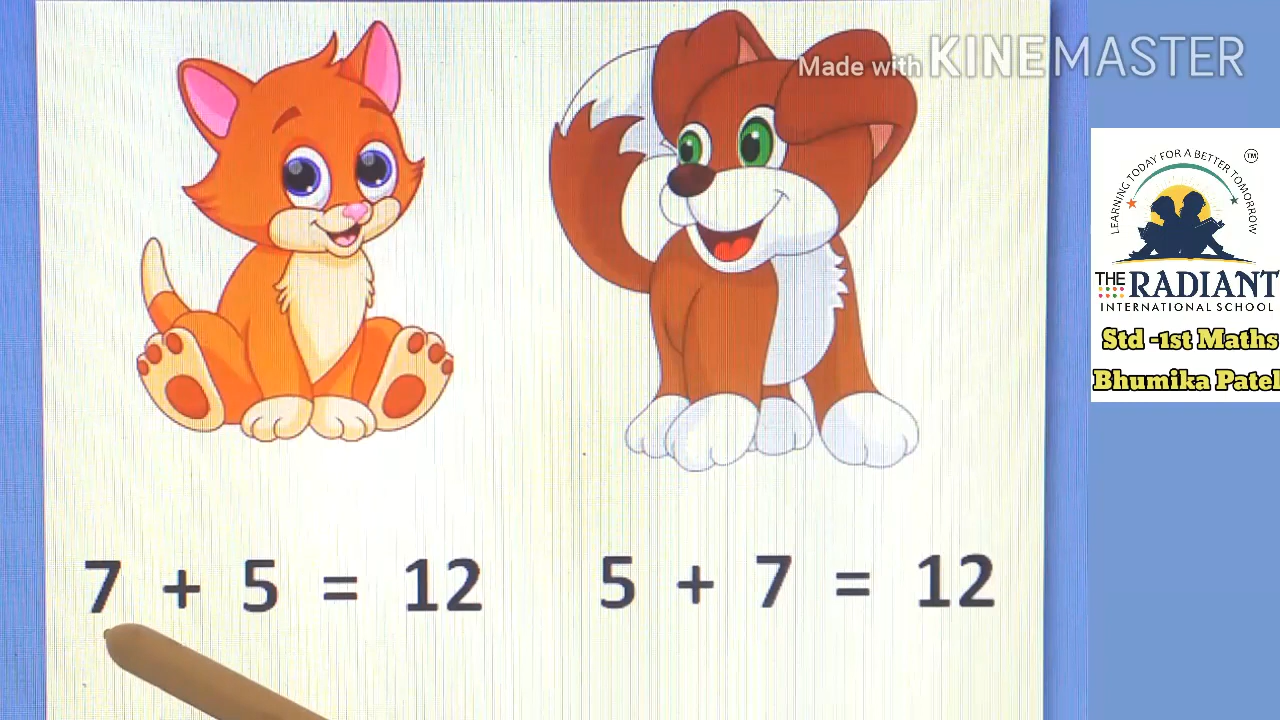 Made with KINEMASTER
LEARNING TODAY FOR A BETTER TOMORROW
TM
THE RADIANT
INTERNATIONAL SCHOOL
Std -1st Maths
Bhumika Patel
7 + 5 = 12
5 + 7 = 12